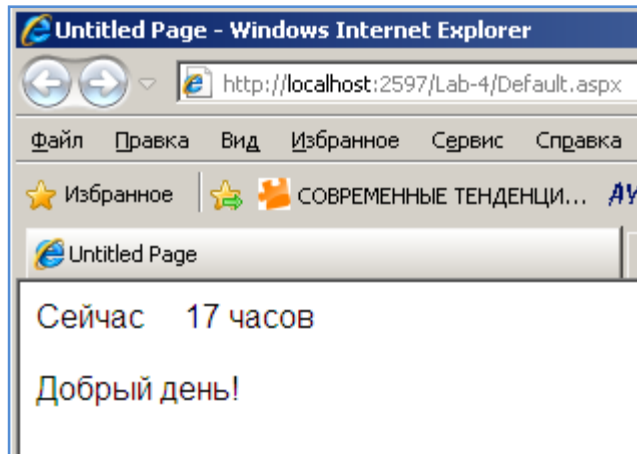 Untitled Page - Windows Internet Explorer
http://localhost:2597/Lab-4/Default.aspx
Файл Правка Вид Избранное Сервис Справка
Избранное СОВРЕМЕННЫЕ ТЕНДЕНЦИ...
Untitled Page
Сейчас 17 часов
Добрый день!